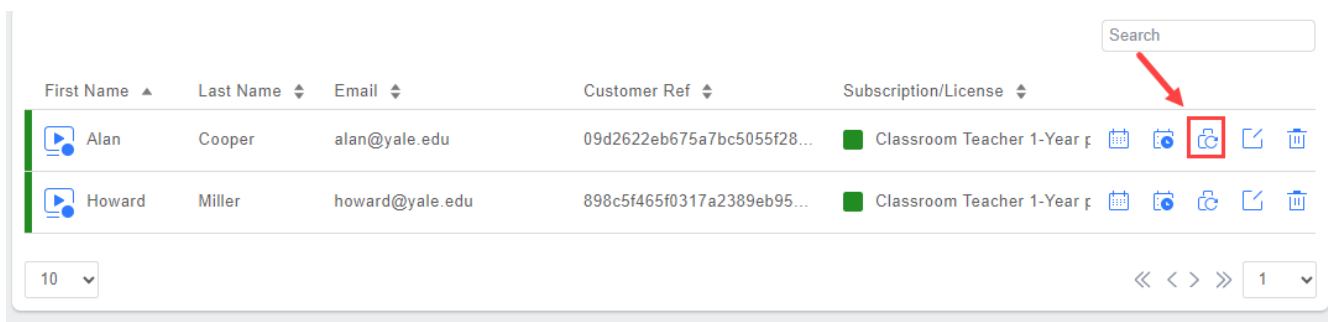 Search
First Name Last Name Email Customer Ref Subscription/License
Alan Cooper alan@yale.edu 09d2622eb675a7bc5055f28... Classroom Teacher 1-Year p
Howard Miller howard@yale.edu 898c5f465f0317a2389eb95... Classroom Teacher 1-Year p
10 1